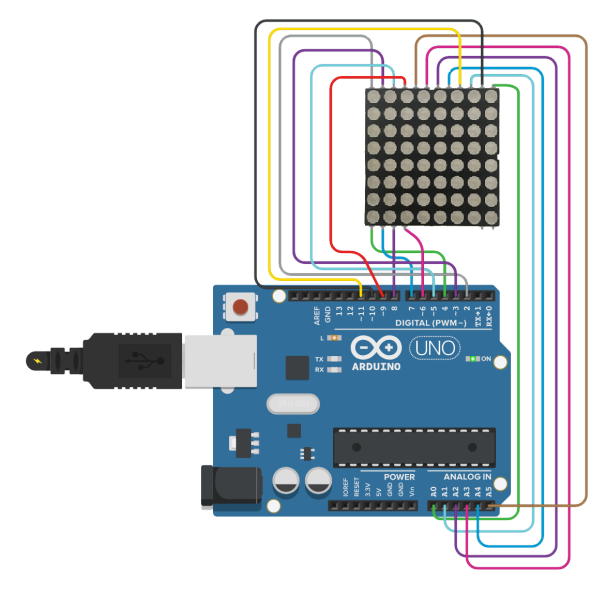 AREF
GND
13
12
~11
~10
~9
8
7
~6
~5
4
~3
2
TX→1
RX←0
DIGITAL (PWM~)
L
TX
RX
ARDUINO
UNO
ON
POWER
ANALOG IN
IOREF
RESET
3.3V
5V
GND
GND
Vin
A0
A1
A2
A3
A4
A5